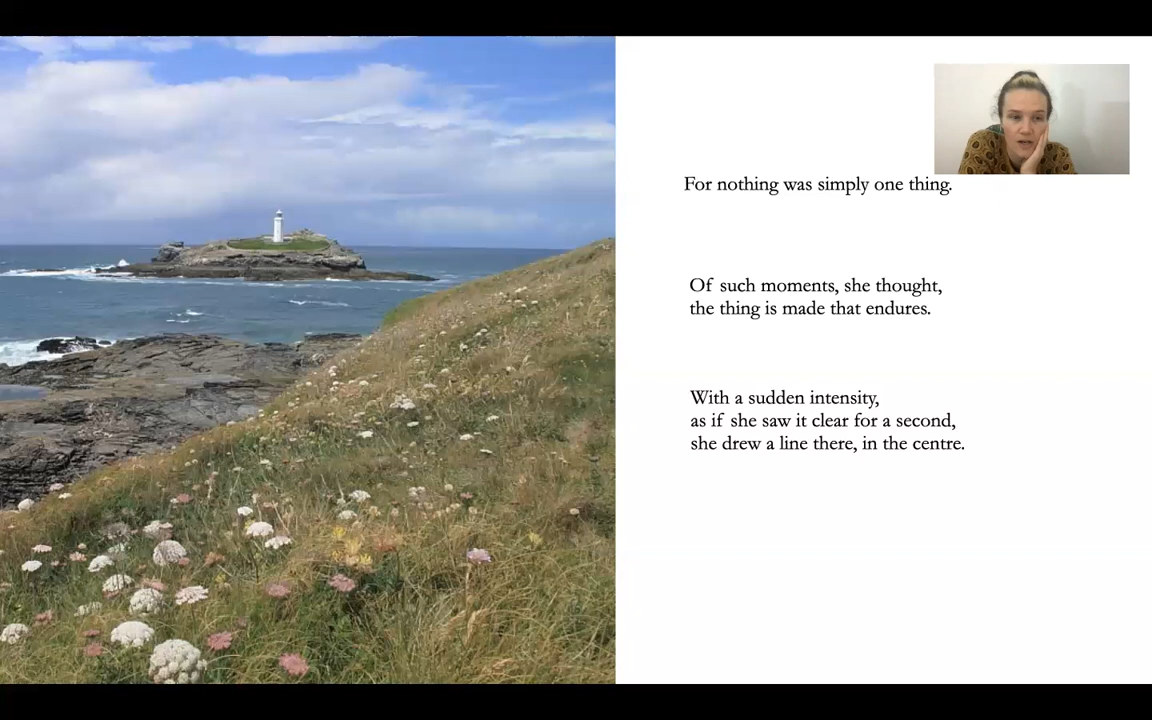 For nothing was simply one thing.
Of such moments, she thought,
the thing is made that endures.
With a sudden intensity,
as if she saw it clear for a second,
she drew a line there, in the centre.